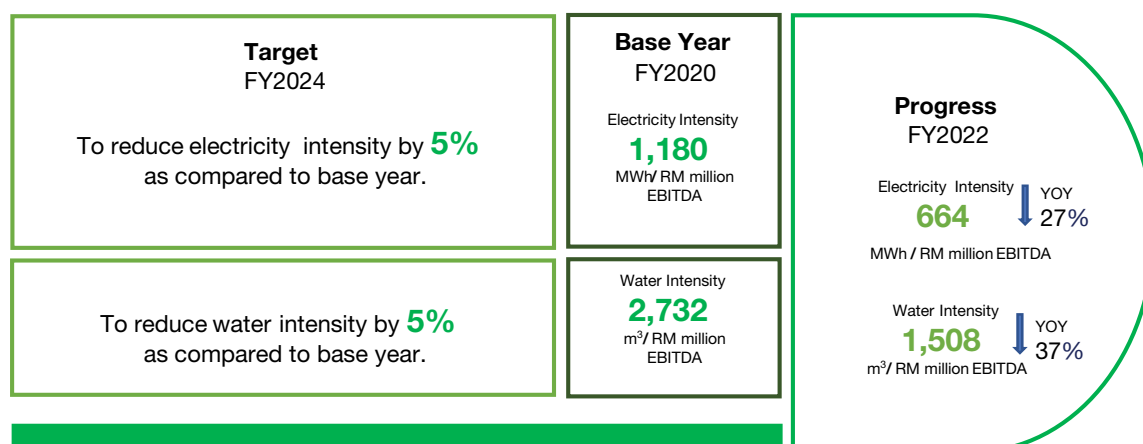 Target
FY2024
To reduce electricity intensity by 5%
as compared to base year.
Base Year
FY2020
Electricity Intensity
1,180
MWh/ RM million
EBITDA
Progress
FY2022
Electricity Intensity
664
MWh / RM million EBITDA
YOY
27%
To reduce water intensity by 5%
as compared to base year.
Water Intensity
2,732
m³/ RM million
EBITDA
Water Intensity
1,508
m³/ RM million EBITDA
YOY
37%